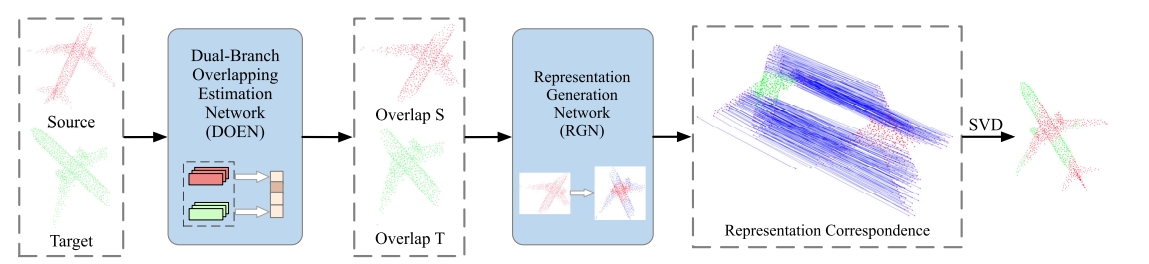 Source
Target
Dual-Branch
Overlapping
Estimation
Network
(DOEN)
Overlap S
Overlap T
Representation
Generation
Network
(RGN)
Representation Correspondence
SVD